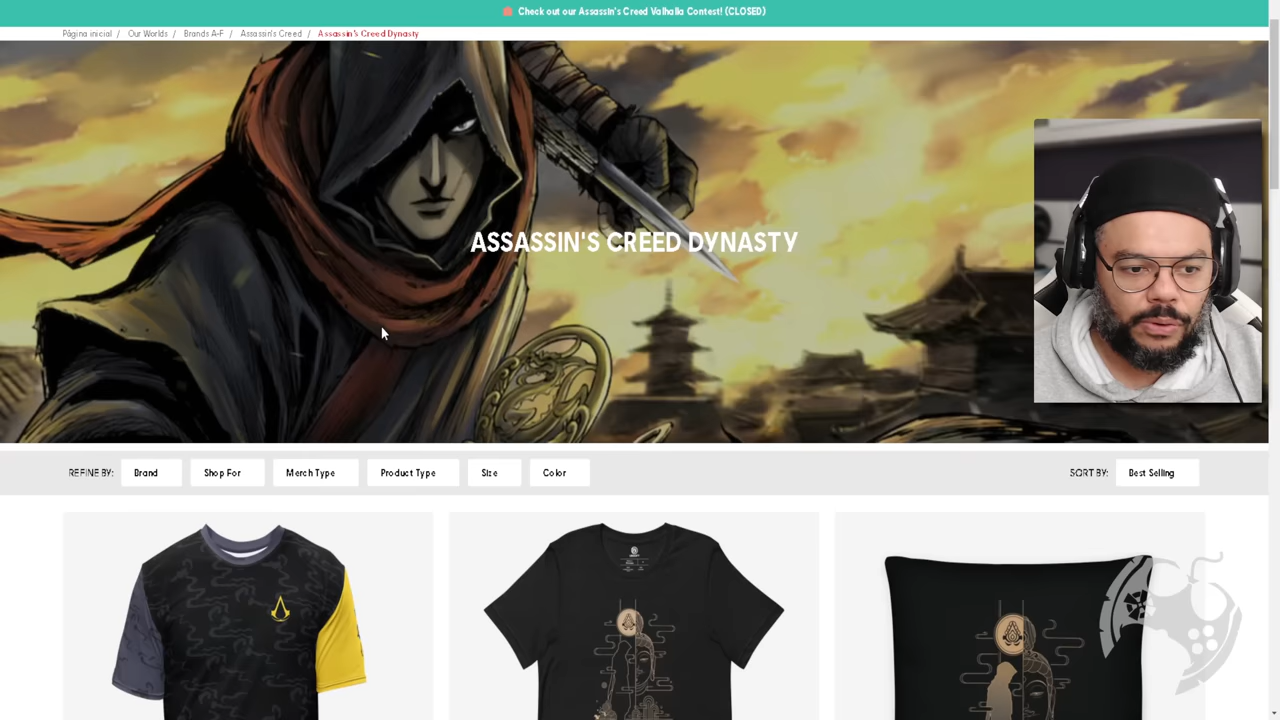 Check out our Assassin's Creed Valhalla Contest! (CLOSED)
Página inicial / Our Worlds / Brands A-F / Assassin's Creed / Assassin's Creed Dynasty
ASSASSIN'S CREED DYNASTY
REFINE BY: Brand Shop For Merch Type Product Type Size Color SORT BY: Best Selling